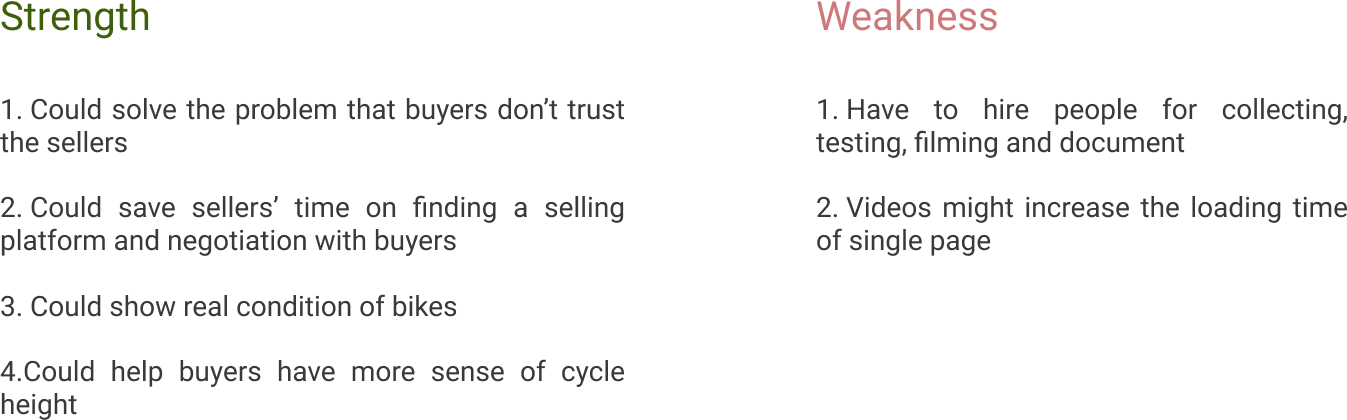 Strength
1. Could solve the problem that buyers don’t trust
the sellers
2. Could save sellers’ time on finding a selling
platform and negotiation with buyers
3. Could show real condition of bikes
4.Could help buyers have more sense of cycle
height
Weakness
1. Have to hire people for collecting,
testing, filming and document
2. Videos might increase the loading time
of single page